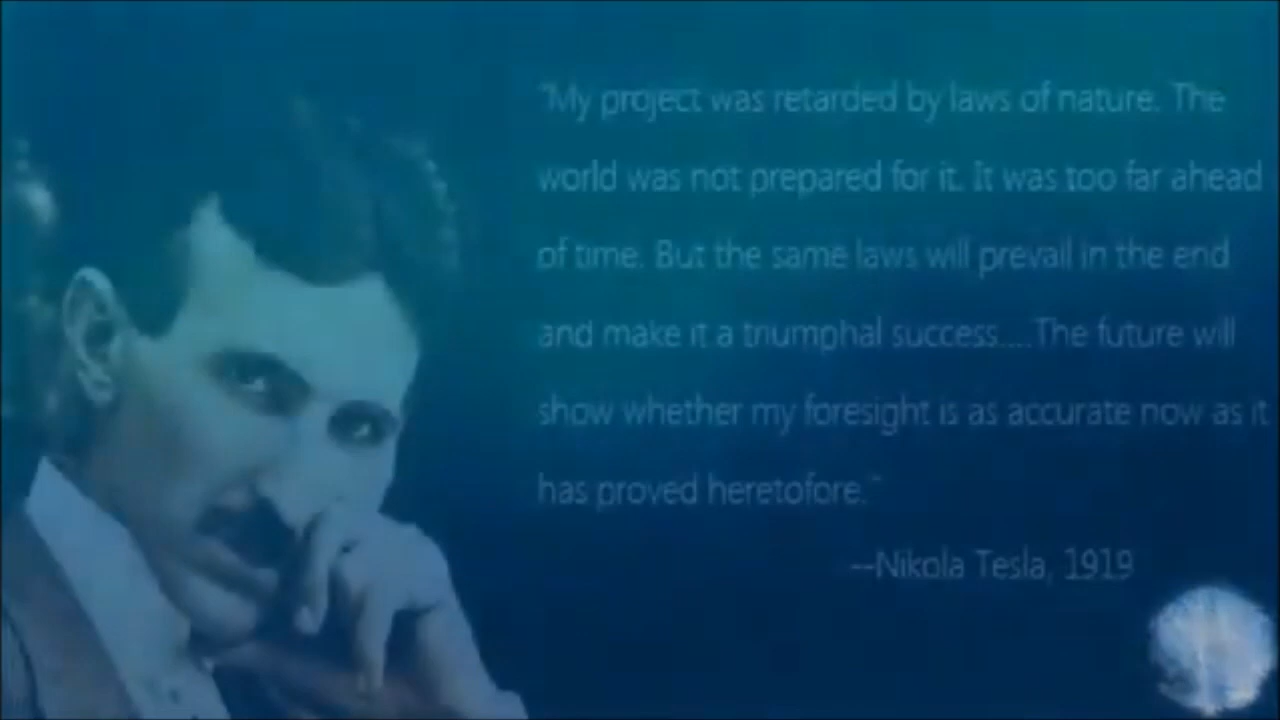 "My project was retarded by laws of nature. The
world was not prepared for it. It was too far ahead
of time. But the same laws will prevail in the end
and make it a triumphal success....The future will
show whether my foresight is as accurate now as it
has proved heretofore."
--Nikola Tesla, 1919